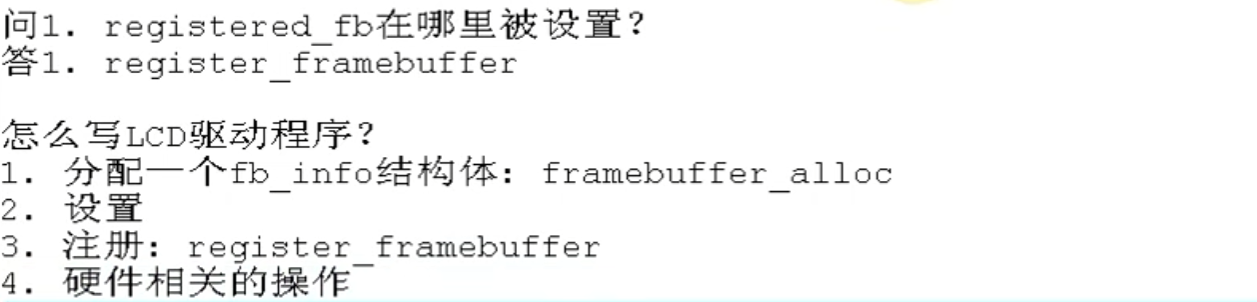 问1. registered_fb在哪里被设置?
答1. register_framebuffer
怎么写LCD驱动程序?
1. 分配一个fb_info结构体: framebuffer_alloc
2. 设置
3. 注册: register_framebuffer
4. 硬件相关的操作